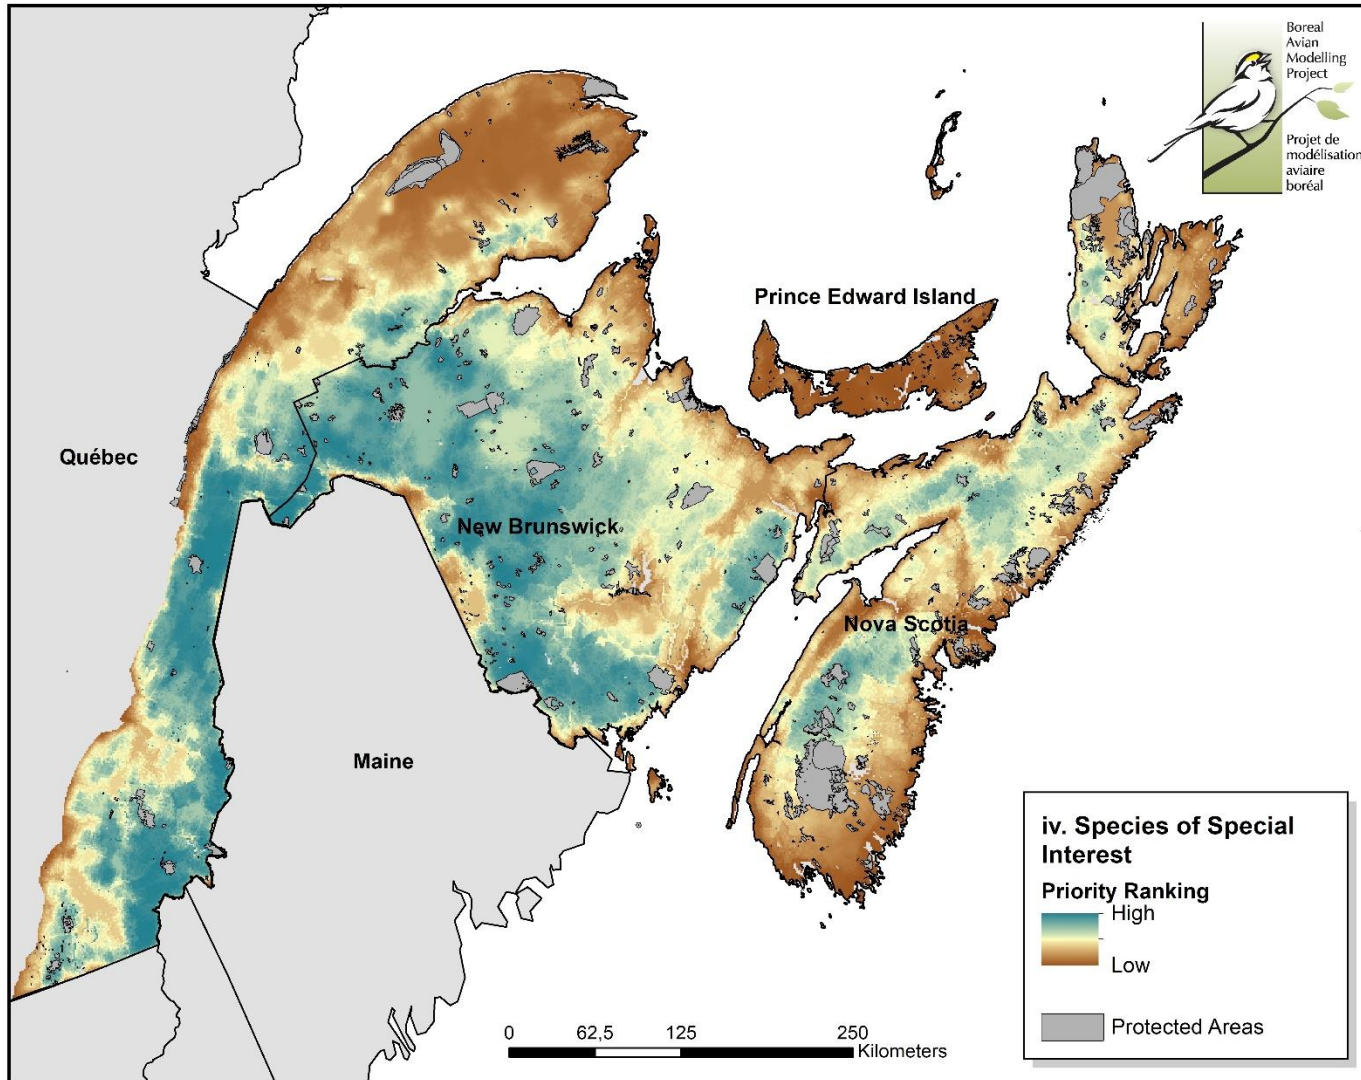 Boreal
Avian
Modelling
Project
Projet de
modélisation
aviaire
boréal
Prince Edward Island
Québec
New Brunswick
Nova Scotia
Maine
iv. Species of Special
Interest
Priority Ranking
High
Low
Protected Areas
0 62,5 125 250
Kilometers